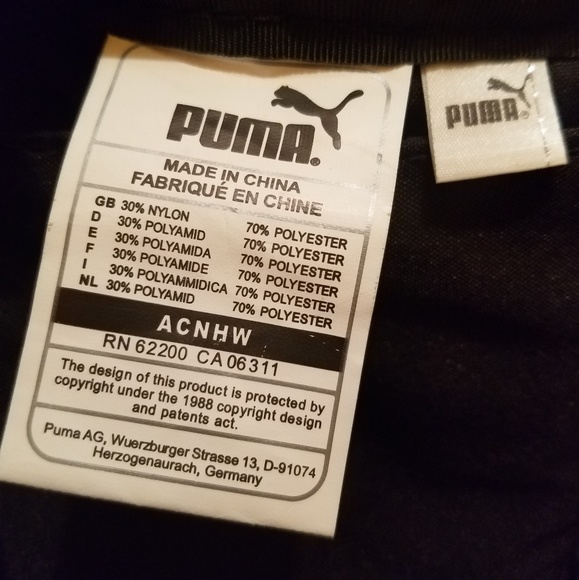 PUMA®
MADE IN CHINA
FABRIQUÉ EN CHINE
GB 30% NYLON 70% POLYESTER
D 30% POLYAMID 70% POLYESTER
E 30% POLYAMIDA 70% POLYESTER
F 30% POLYAMIDE 70% POLYESTER
I 30% POLYAMMIDICA 70% POLYESTER
NL 30% POLYAMID 70% POLYESTER
ACNHW
RN 62200 CA 06311
The design of this product is protected by
copyright under the 1988 copyright design
and patents act.
Puma AG, Wuerzburger Strasse 13, D-91074
Herzogenaurach, Germany
PUMA®